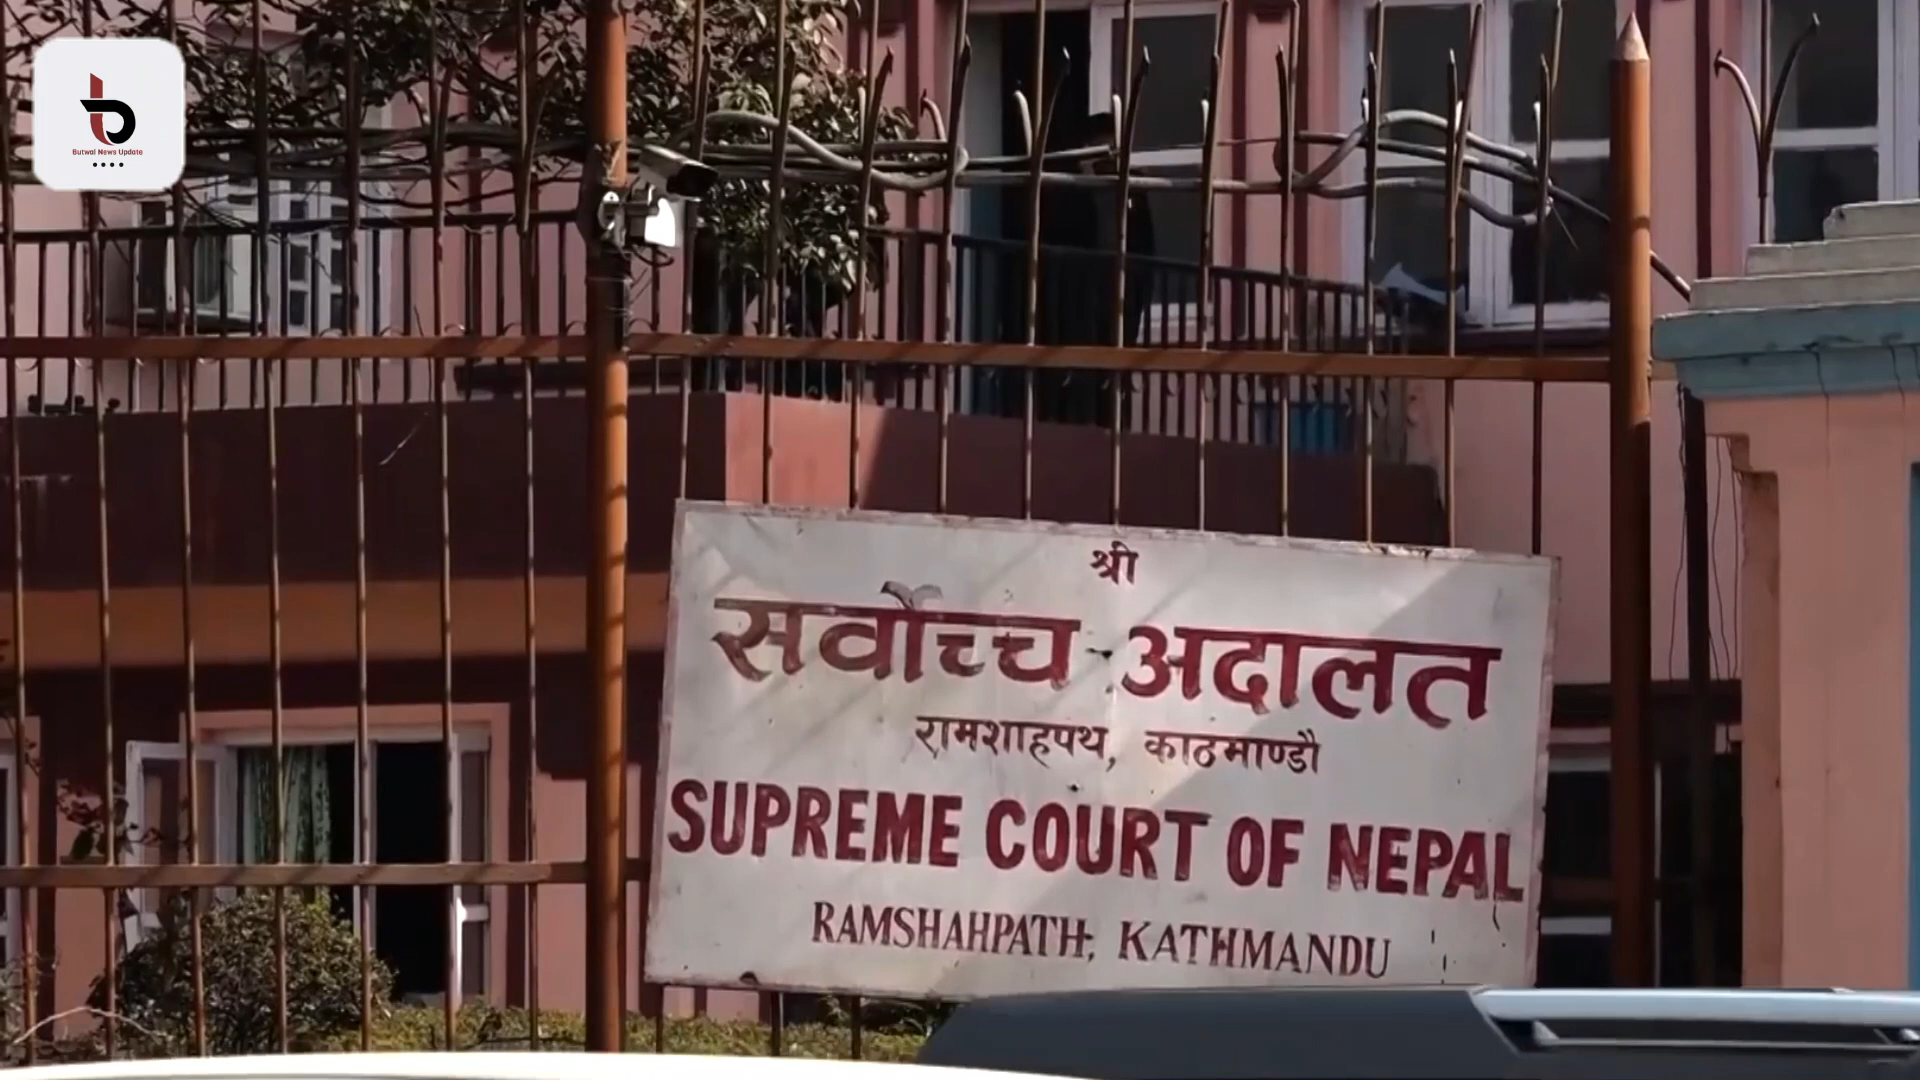 Butwal News Update
श्री
सर्वोच्च अदालत
रामशाहपथ, काठमाण्डौ
SUPREME COURT OF NEPAL
RAMSHAHPATH, KATHMANDU